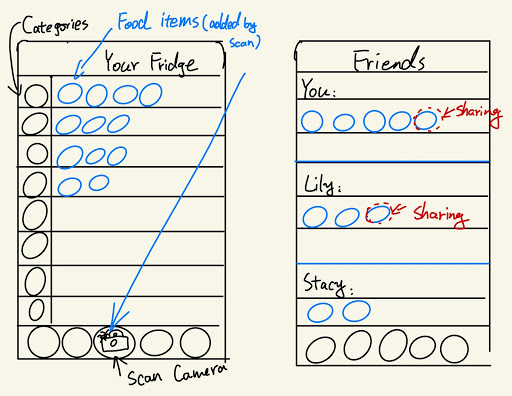 Categories
Food items (added by
scan)
Your Fridge
Scan Camera
Friends
You:
Sharing
Lily:
Sharing
Stacy: